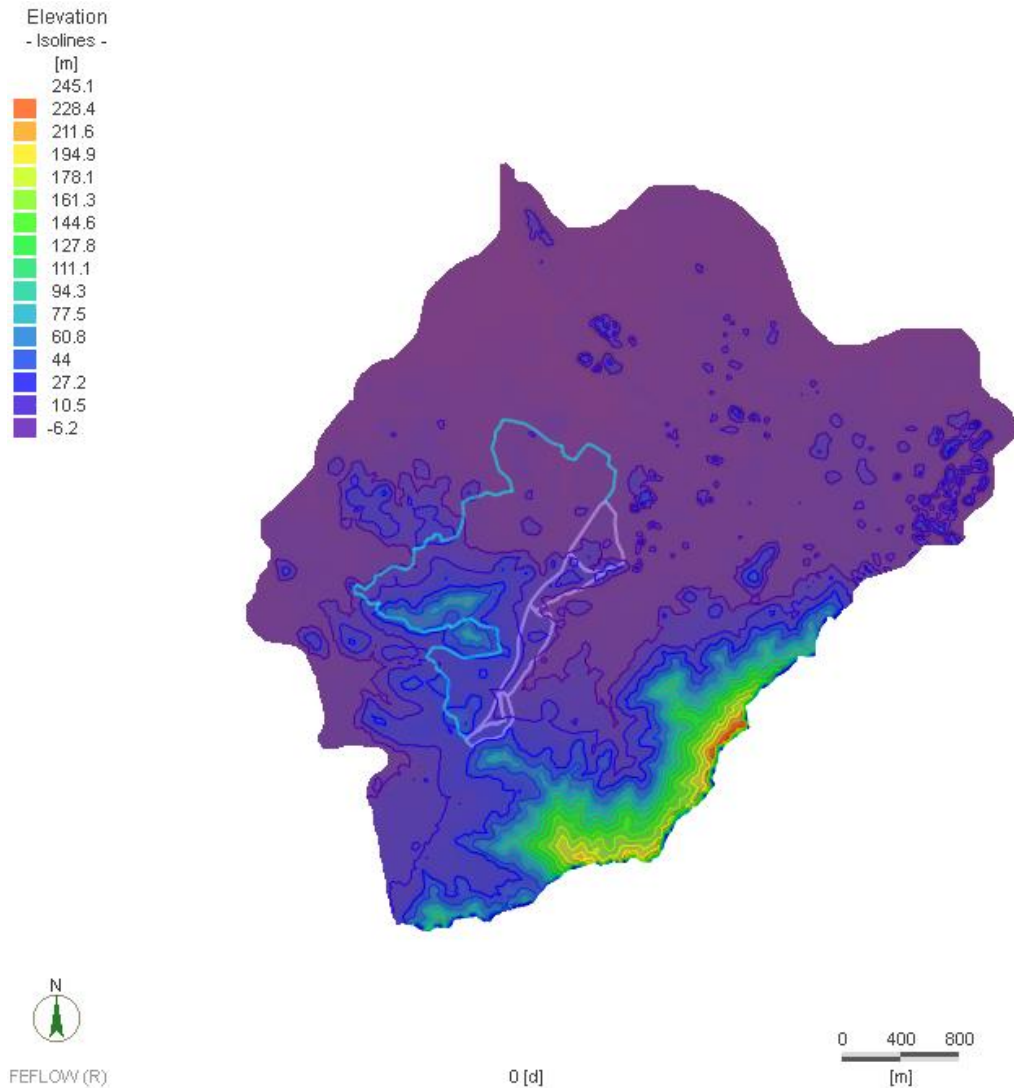 Elevation
- Isolines -
[m]
245.1
228.4
211.6
194.9
178.1
161.3
144.6
127.8
111.1
94.3
77.5
60.8
44
27.2
10.5
-6.2
N
FEFLOW (R)
0 [d]
0 400 800
[m]